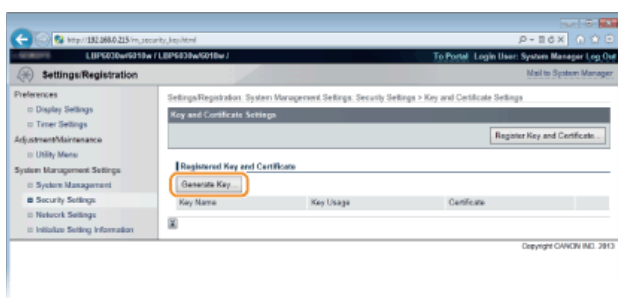 http://192.168.0.215/m_security_key.html
LBP6030w/6018w / LBP6030w/6018w /
To Portal Login User: System Manager Log Out
Settings/Registration
Mail to System Manager
Preferences
Display Settings
Timer Settings
Adjustment/Maintenance
Utility Menu
System Management Settings
System Management
Security Settings
Network Settings
Initialize Setting Information
Settings/Registration: System Management Settings: Security Settings > Key and Certificate Settings
Key and Certificate Settings
Register Key and Certificate...
Registered Key and Certificate
Generate Key...
Key Name Key Usage Certificate
Copyright CANON INC. 2013